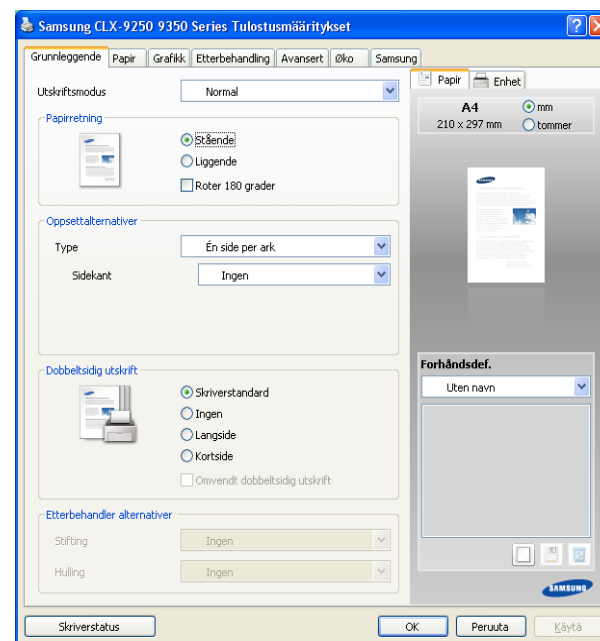 Samsung CLX-9250 9350 Series Tulostusmääritykset
Grunnleggende Papir Grafikk Etterbehandling Avansert Øko Samsung
Utskriftsmodus Normal
Papirretning
Stående
Liggende
Roter 180 grader
Oppsettalternativer
Type Én side per ark
Sidekant Ingen
Dobbeltsidig utskrift
Skriverstandard
Ingen
Langside
Kortside
Omvendt dobbeltsidig utskrift
Etterbehandler alternativer
Stifting Ingen
Hulling Ingen
Papir Enhet
A4 mm
210 x 297 mm tommer
Forhåndsdef.
Uten navn
SAMSUNG
Skriverstatus OK Peruuta Käytä